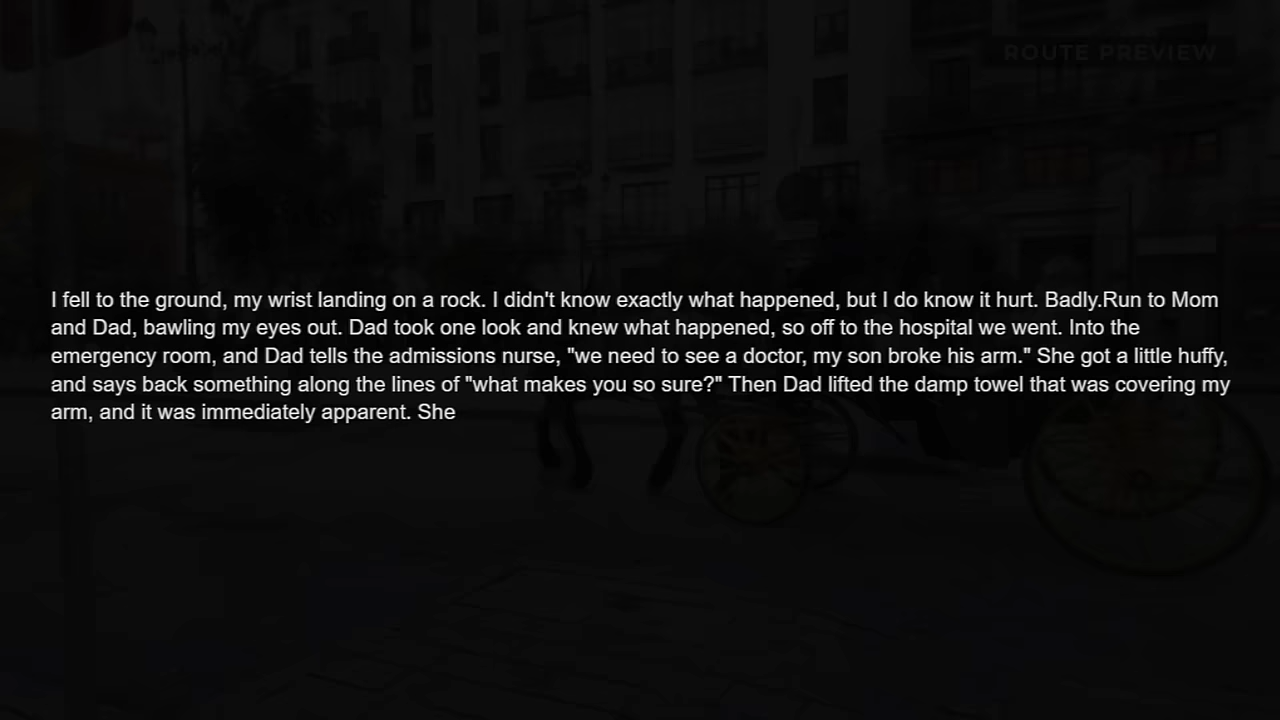 ROUTE PREVIEW
I fell to the ground, my wrist landing on a rock. I didn't know exactly what happened, but I do know it hurt. Badly.Run to Mom
and Dad, bawling my eyes out. Dad took one look and knew what happened, so off to the hospital we went. Into the
emergency room, and Dad tells the admissions nurse, "we need to see a doctor, my son broke his arm." She got a little huffy,
and says back something along the lines of "what makes you so sure?" Then Dad lifted the damp towel that was covering my
arm, and it was immediately apparent. She